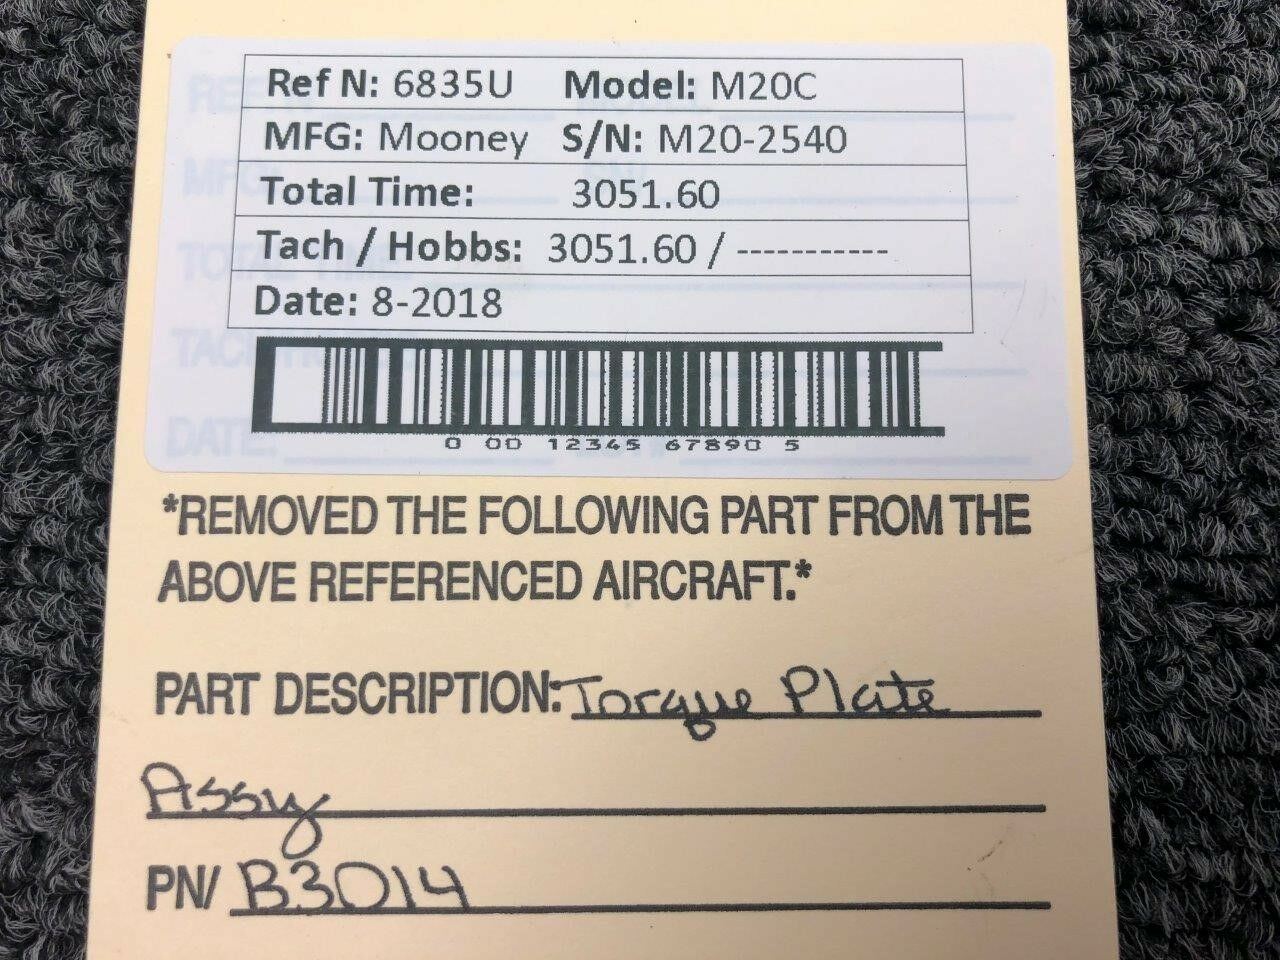 Ref N: 6835U Model: M20C
MFG: Mooney S/N: M20-2540
Total Time: 3051.60
Tach / Hobbs: 3051.60 / -----------
Date: 8-2018
0 00 12345 67890 5
*REMOVED THE FOLLOWING PART FROM THE
ABOVE REFERENCED AIRCRAFT.*
PART DESCRIPTION: Torque Plate
Assy
PN/ B3014